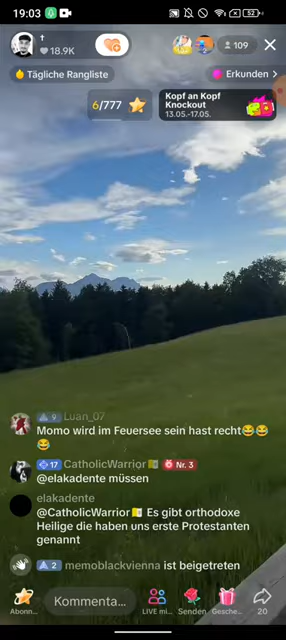 19:03
52
†
18.9K
109
Tägliche Rangliste
Erkunden >
6/777
Kopf an Kopf
Knockout
13.05.-17.05.
9 Luan_07
Momo wird im Feuersee sein hast recht😂😂
😂
17 CatholicWarrior🇻🇦 Nr. 3
@elakadente müssen
elakadente
@CatholicWarrior🇻🇦 Es gibt orthodoxe
Heilige die haben uns erste Protestanten
genannt
2 memoblackvienna ist beigetreten
Kommenta...
Abonn...
LIVE mi...
Senden
Gesche...
20